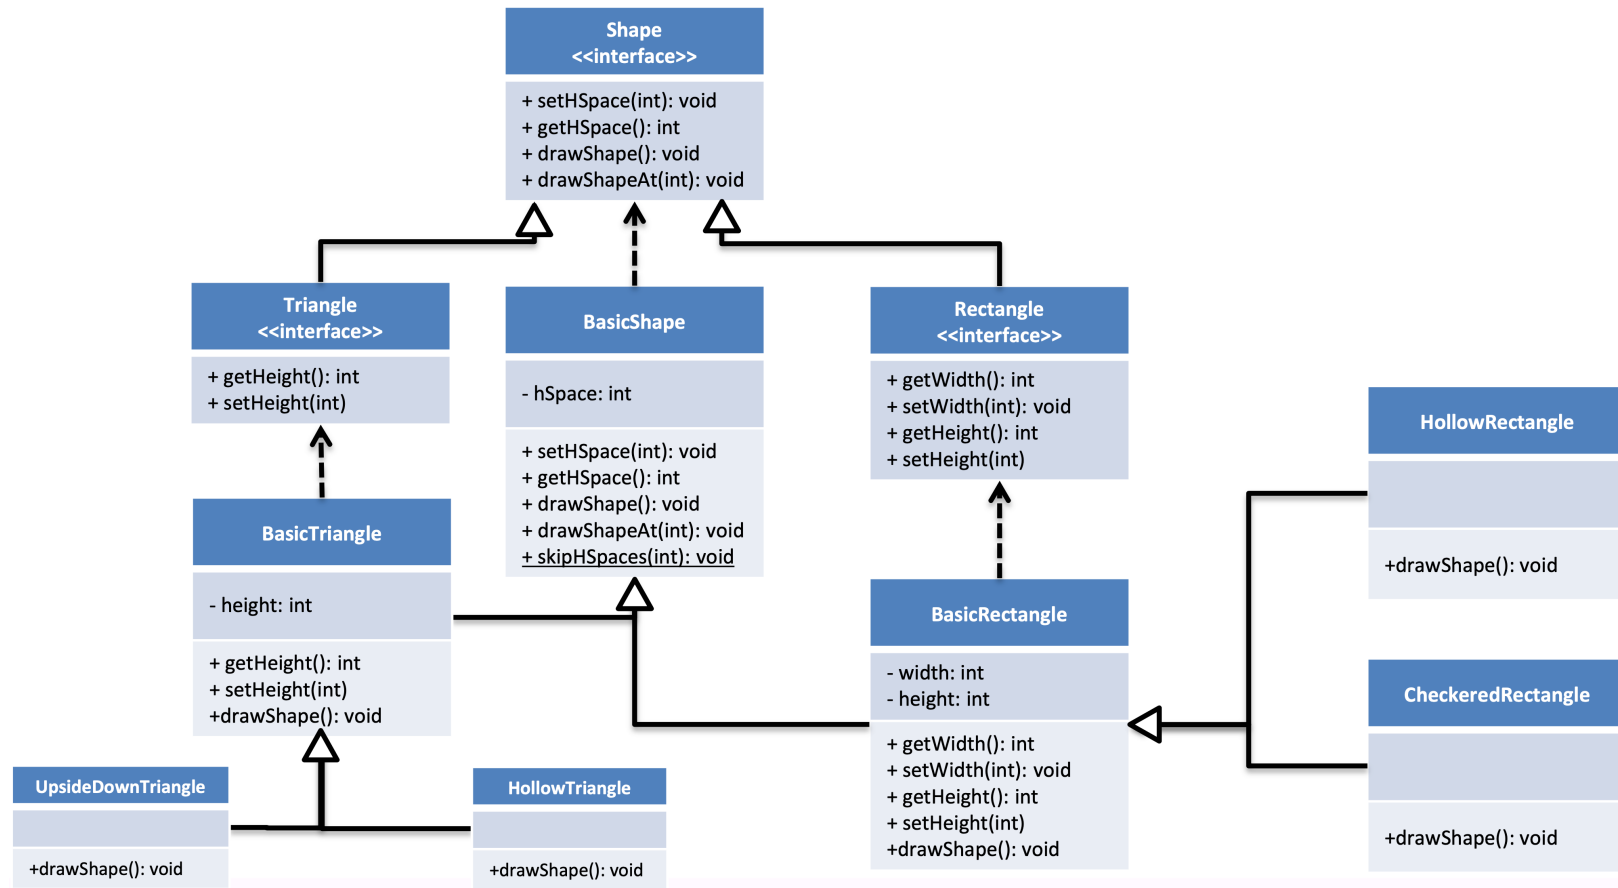 Shape
<<interface>>
+ setHSpace(int): void
+ getHSpace(): int
+ drawShape(): void
+ drawShapeAt(int): void
Triangle
<<interface>>
+ getHeight(): int
+ setHeight(int)
BasicShape
- hSpace: int
+ setHSpace(int): void
+ getHSpace(): int
+ drawShape(): void
+ drawShapeAt(int): void
+ skipHSpaces(int): void
Rectangle
<<interface>>
+ getWidth(): int
+ setWidth(int): void
+ getHeight(): int
+ setHeight(int)
HollowRectangle
+drawShape(): void
BasicTriangle
- height: int
+ getHeight(): int
+ setHeight(int)
+drawShape(): void
BasicRectangle
- width: int
- height: int
+ getWidth(): int
+ setWidth(int): void
+ getHeight(): int
+ setHeight(int)
+drawShape(): void
CheckeredRectangle
+drawShape(): void
UpsideDownTriangle
+drawShape(): void
HollowTriangle
+drawShape(): void